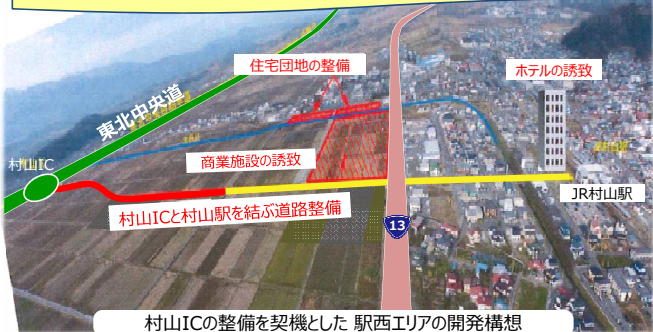 住宅団地の整備
ホテルの誘致
東北中央道
村山IC
商業施設の誘致
JR村山駅
村山ICと村山駅を結ぶ道路整備
13
村山ICの整備を契機とした 駅西エリアの開発構想